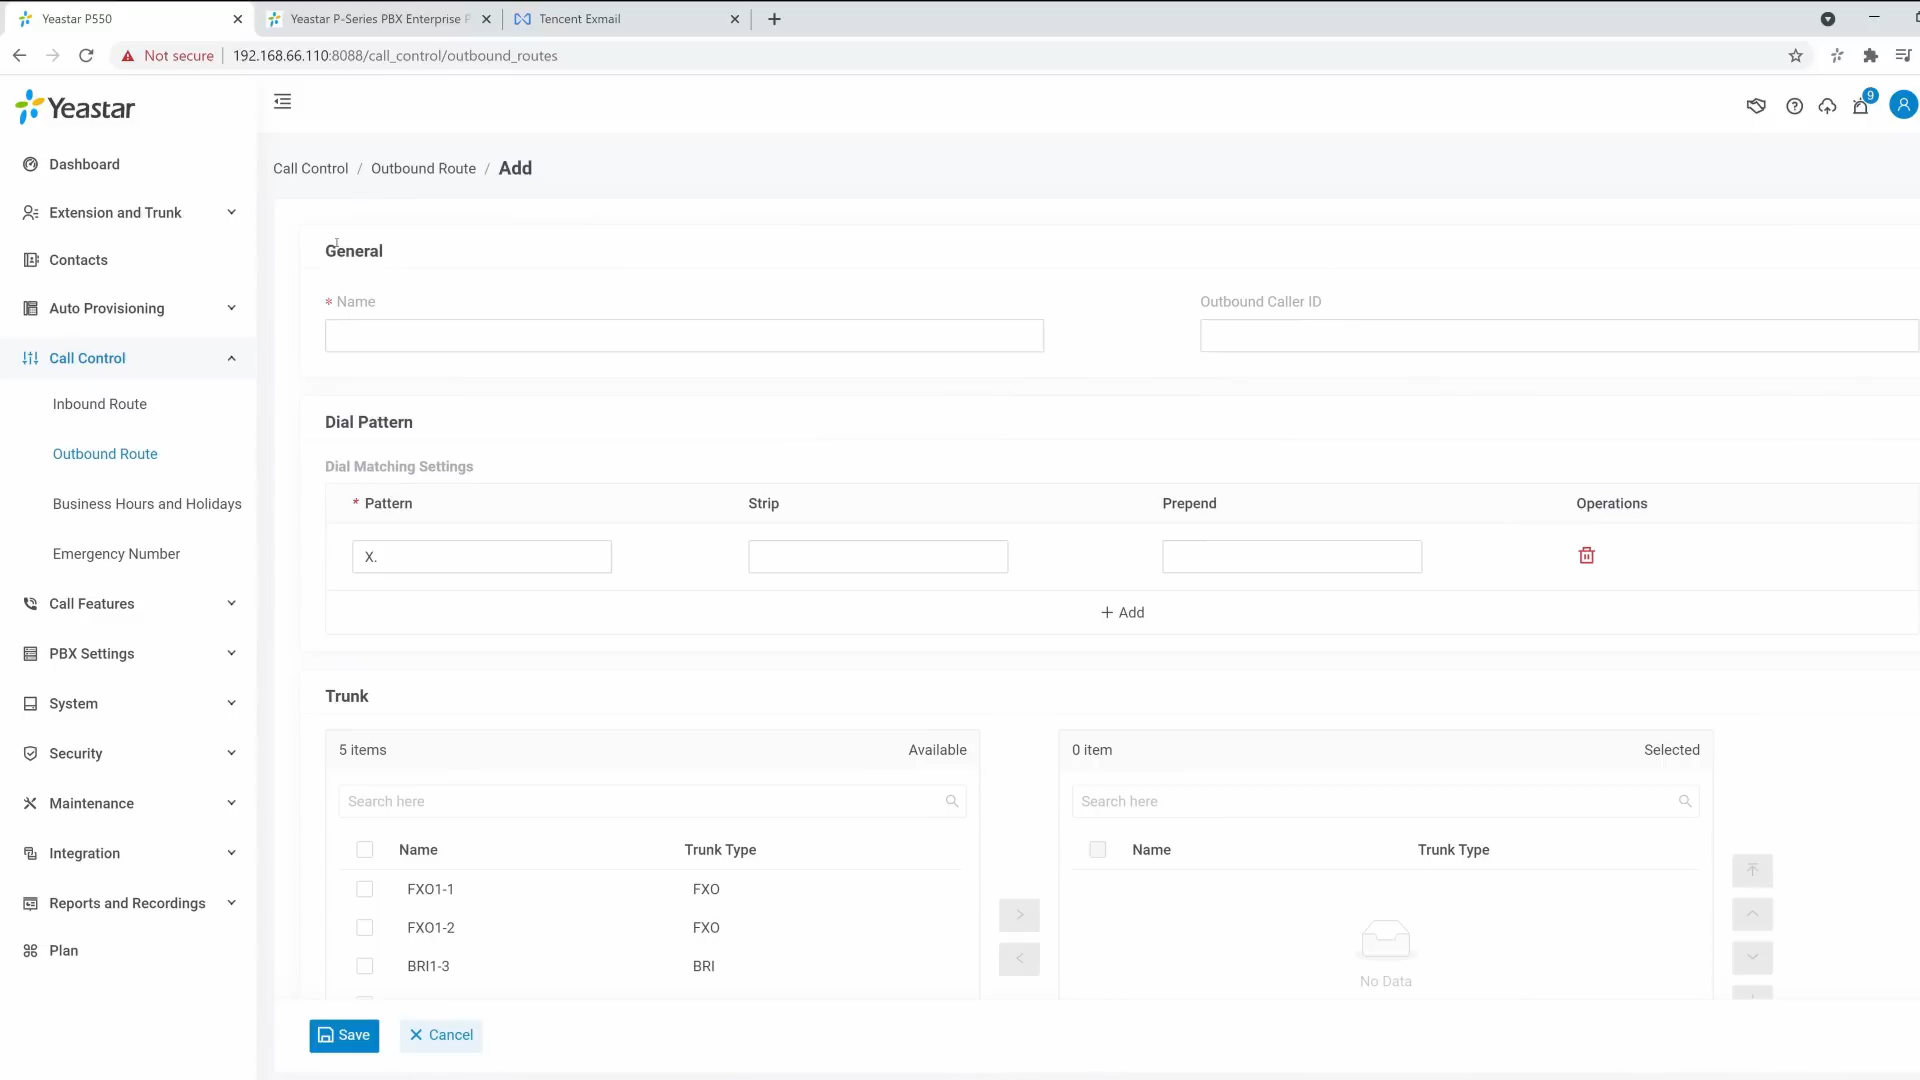 Yeastar P550
Yeastar P-Series PBX Enterprise P
Tencent Exmail
Not secure
192.168.66.110:8088/call_control/outbound_routes
Yeastar
9
Dashboard
Extension and Trunk
Contacts
Auto Provisioning
Call Control
Inbound Route
Outbound Route
Business Hours and Holidays
Emergency Number
Call Features
PBX Settings
System
Security
Maintenance
Integration
Reports and Recordings
Plan
Call Control / Outbound Route / Add
General
* Name
Outbound Caller ID
Dial Pattern
Dial Matching Settings
* Pattern Strip Prepend Operations
X.
+ Add
Trunk
5 items Available
Search here
Name Trunk Type
FXO1-1 FXO
FXO1-2 FXO
BRI1-3 BRI
0 item Selected
Search here
Name Trunk Type
No Data
Save
Cancel